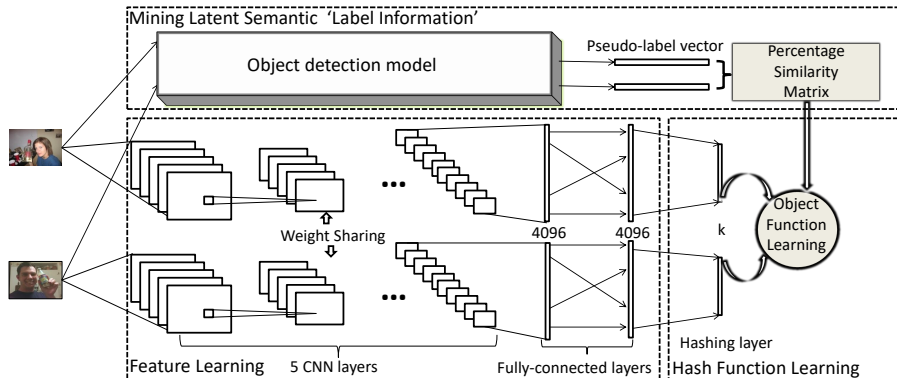 Mining Latent Semantic 'Label Information'
Object detection model
Pseudo-label vector
Percentage
Similarity
Matrix
Weight Sharing
4096
4096
k
Object
Function
Learning
Feature Learning
5 CNN layers
Fully-connected layers
Hashing layer
Hash Function Learning